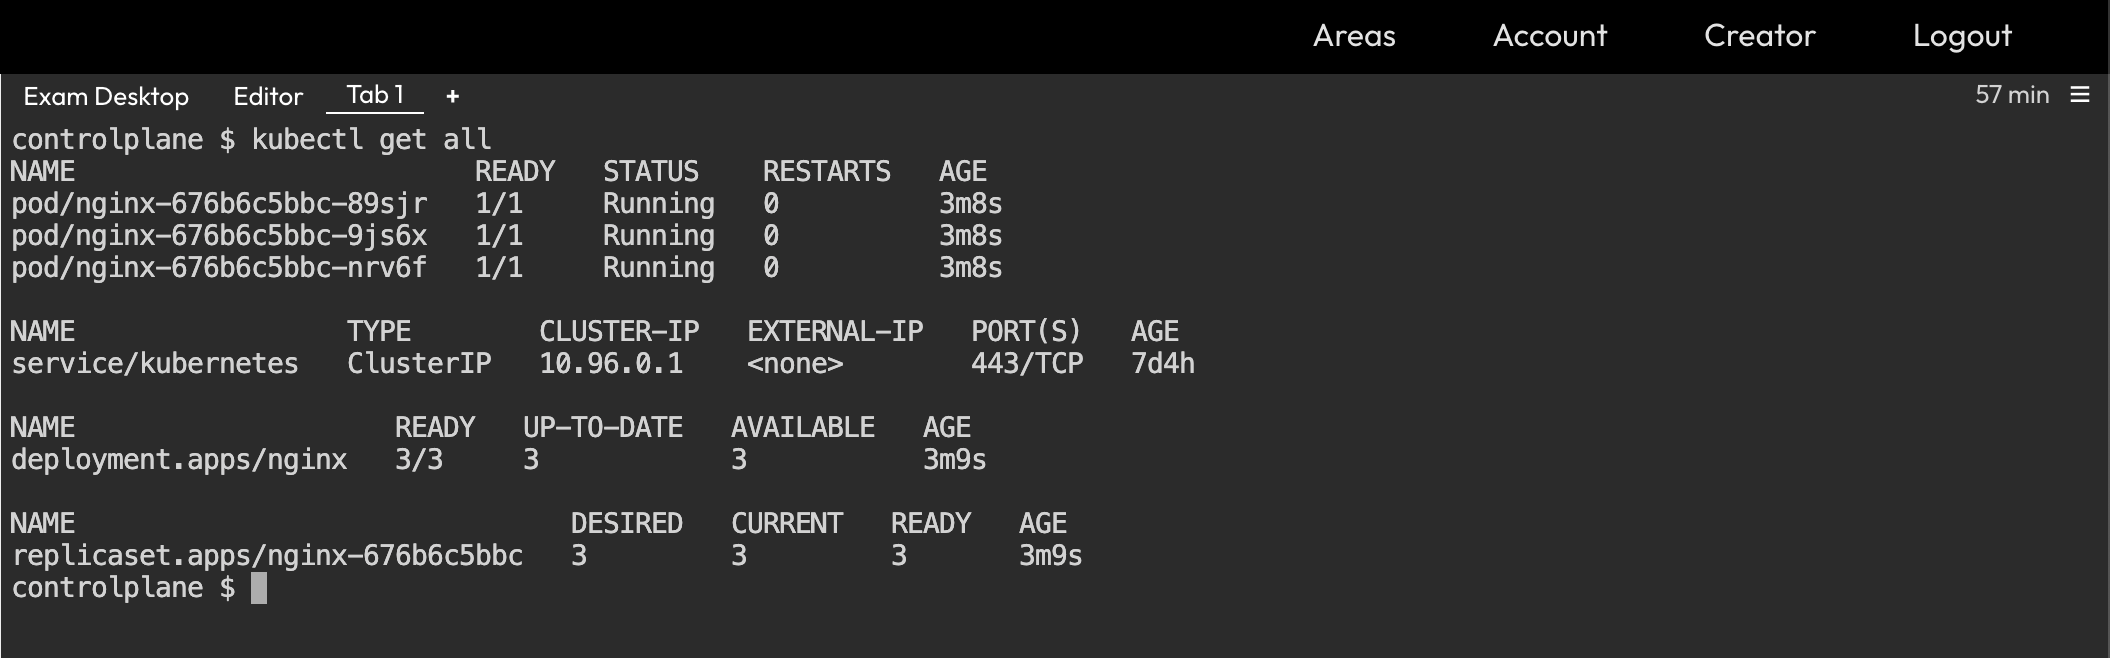 Areas Account Creator Logout
Exam Desktop Editor Tab 1 + 57 min
controlplane $ kubectl get all
NAME READY STATUS RESTARTS AGE
pod/nginx-676b6c5bbc-89sjr 1/1 Running 0 3m8s
pod/nginx-676b6c5bbc-9js6x 1/1 Running 0 3m8s
pod/nginx-676b6c5bbc-nrv6f 1/1 Running 0 3m8s
NAME TYPE CLUSTER-IP EXTERNAL-IP PORT(S) AGE
service/kubernetes ClusterIP 10.96.0.1 <none> 443/TCP 7d4h
NAME READY UP-TO-DATE AVAILABLE AGE
deployment.apps/nginx 3/3 3 3 3m9s
NAME DESIRED CURRENT READY AGE
replicaset.apps/nginx-676b6c5bbc 3 3 3 3m9s
controlplane $